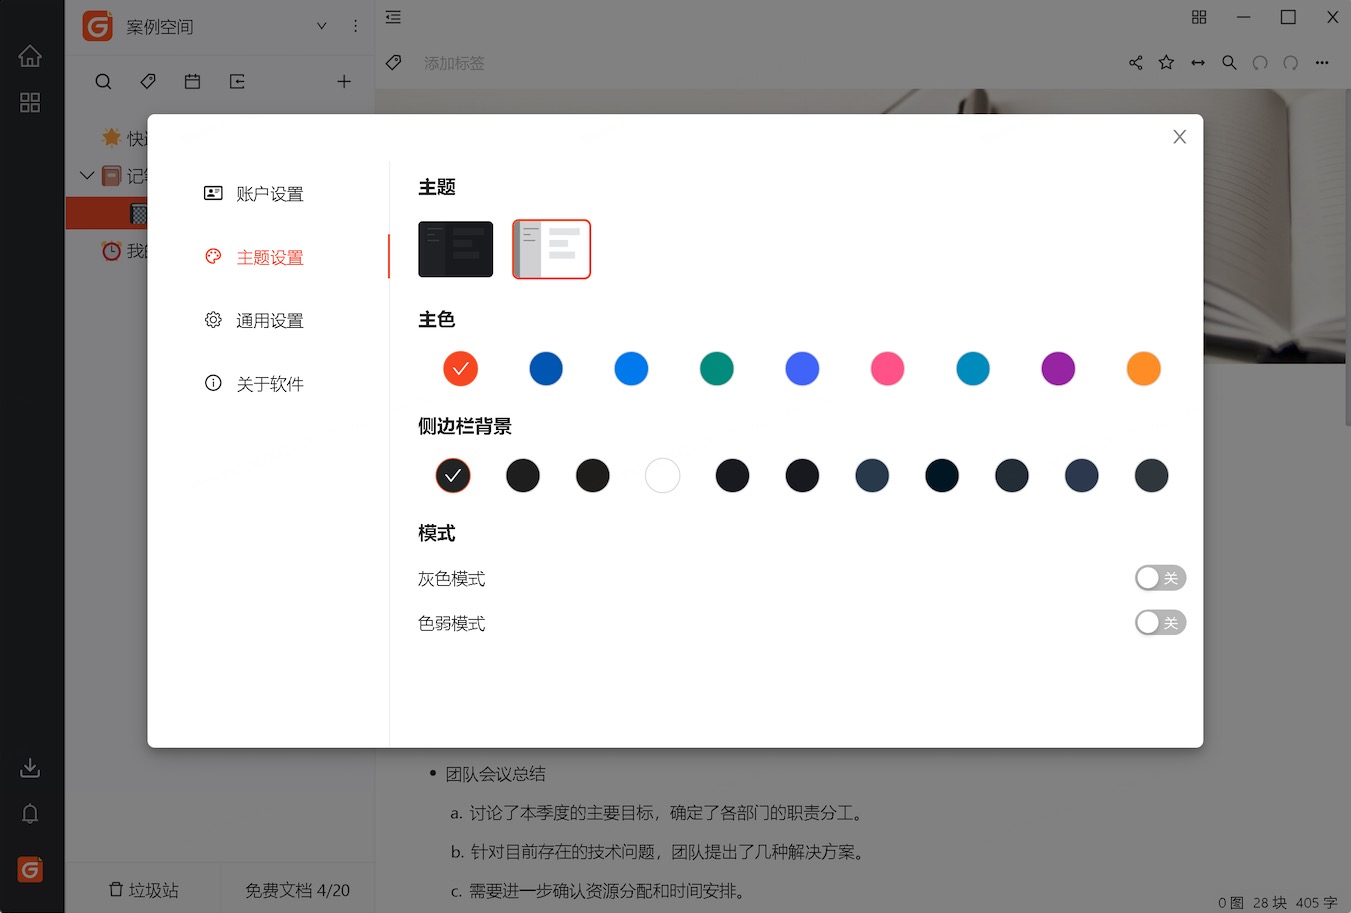 案例空间
添加标签
快
记
我的
账户设置
主题设置
通用设置
关于软件
主题
主色
侧边栏背景
模式
灰色模式
关
色弱模式
关
• 团队会议总结
a. 讨论了本季度的主要目标，确定了各部门的职责分工。
b. 针对目前存在的技术问题，团队提出了几种解决方案。
c. 需要进一步确认资源分配和时间安排。
垃圾站
免费文档 4/20
0 图 28 块 405 字